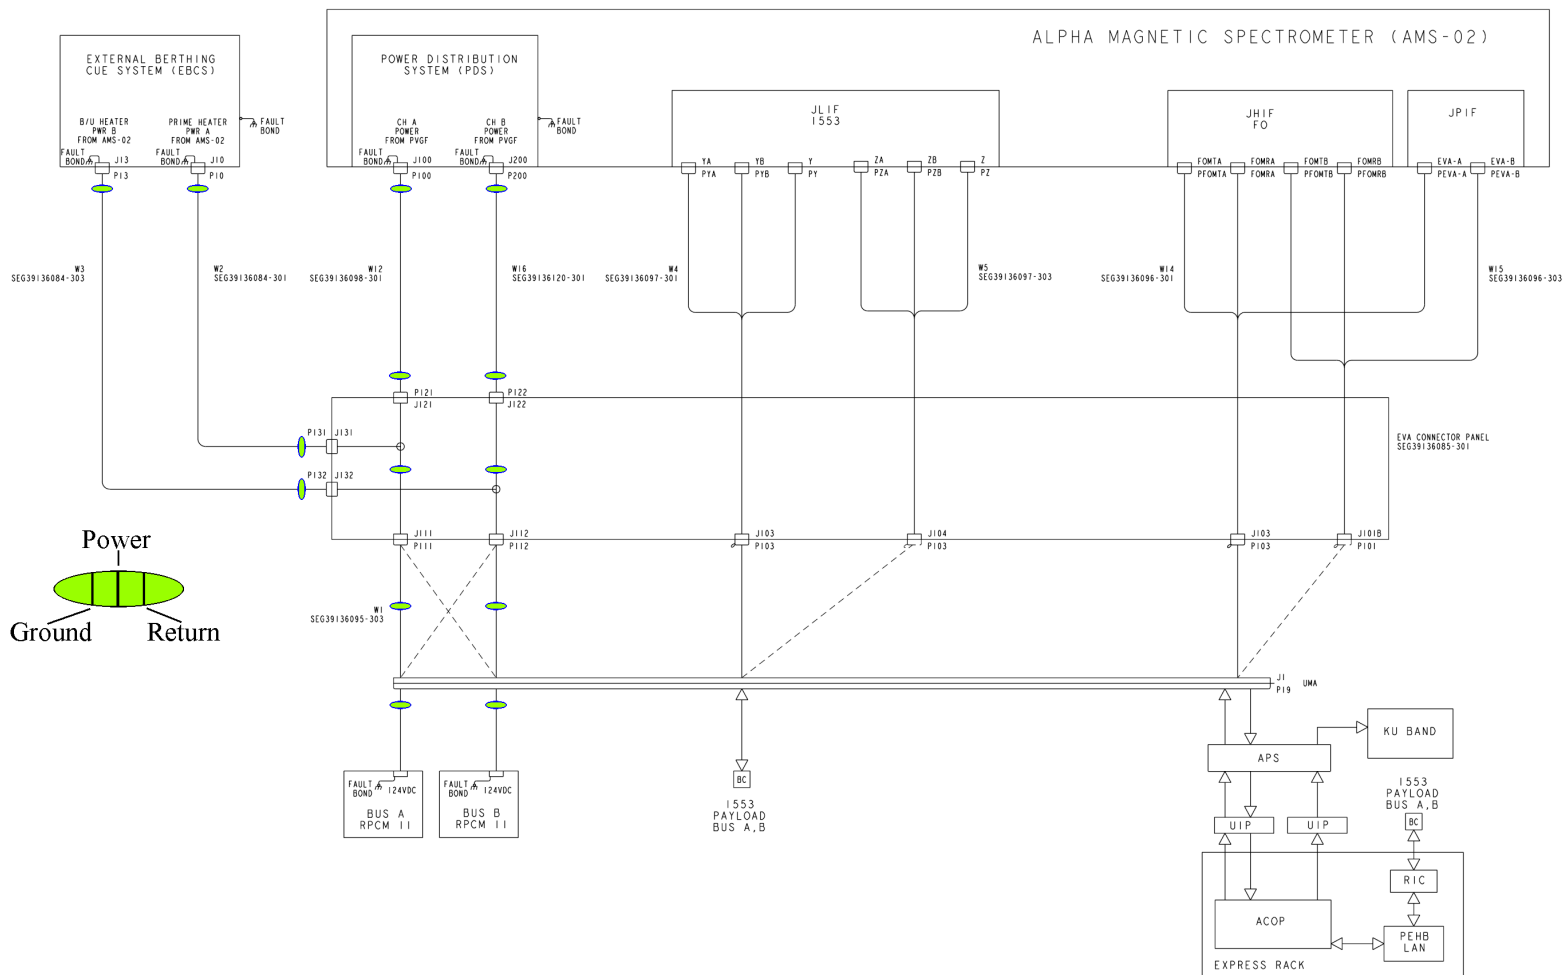 ALPHA MAGNETIC SPECTROMETER (AMS-02)
EXTERNAL BERTHING
CUE SYSTEM (EBCS)
B/U HEATER
PWR B
FROM AMS-02
PRIME HEATER
PWR A
FROM AMS-02
FAULT
BOND
FAULT
BOND
J13
P13
FAULT
BOND
J10
P10
POWER DISTRIBUTION
SYSTEM (PDS)
CH A
POWER
FROM PVGF
CH B
POWER
FROM PVGF
FAULT
BOND
FAULT
BOND
J100
P100
FAULT
BOND
J200
P200
JLIF
1553
YA
PYA
YB
PYB
Y
PY
ZA
PZA
ZB
PZB
Z
PZ
JHIF
FO
FOMTA
PFOMTA
FOMRA
FOMRA
FOMTB
PFOMTB
FOMRB
PFOMRB
JPIF
EVA-A
PEVA-A
EVA-B
PEVA-B
W3
SEG39136084-303
W2
SEG39136084-301
W12
SEG39136098-301
W16
SEG39136120-301
W4
SEG39136097-301
W5
SEG39136097-303
W14
SEG39136096-301
W15
SEG39136096-303
P121
J121
P122
J122
P131 J131
P132 J132
EVA CONNECTOR PANEL
SEG39136085-301
J111
P111
J112
P112
J103
P103
J104
P103
J103
P103
J101B
P101
Power
Ground
Return
W1
SEG39136095-303
J1
P19
UMA
FAULT
BOND
124VDC
BUS A
RPCM 11
FAULT
BOND
124VDC
BUS B
RPCM 11
BC
1553
PAYLOAD
BUS A,B
APS
KU BAND
UIP
UIP
1553
PAYLOAD
BUS A,B
BC
RIC
ACOP
PEHB
LAN
EXPRESS RACK